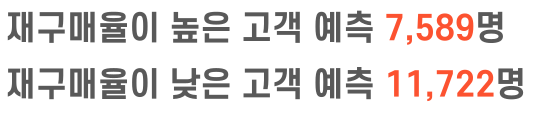 재구매율이 높은 고객 예측 7,589명
재구매율이 낮은 고객 예측 11,722명